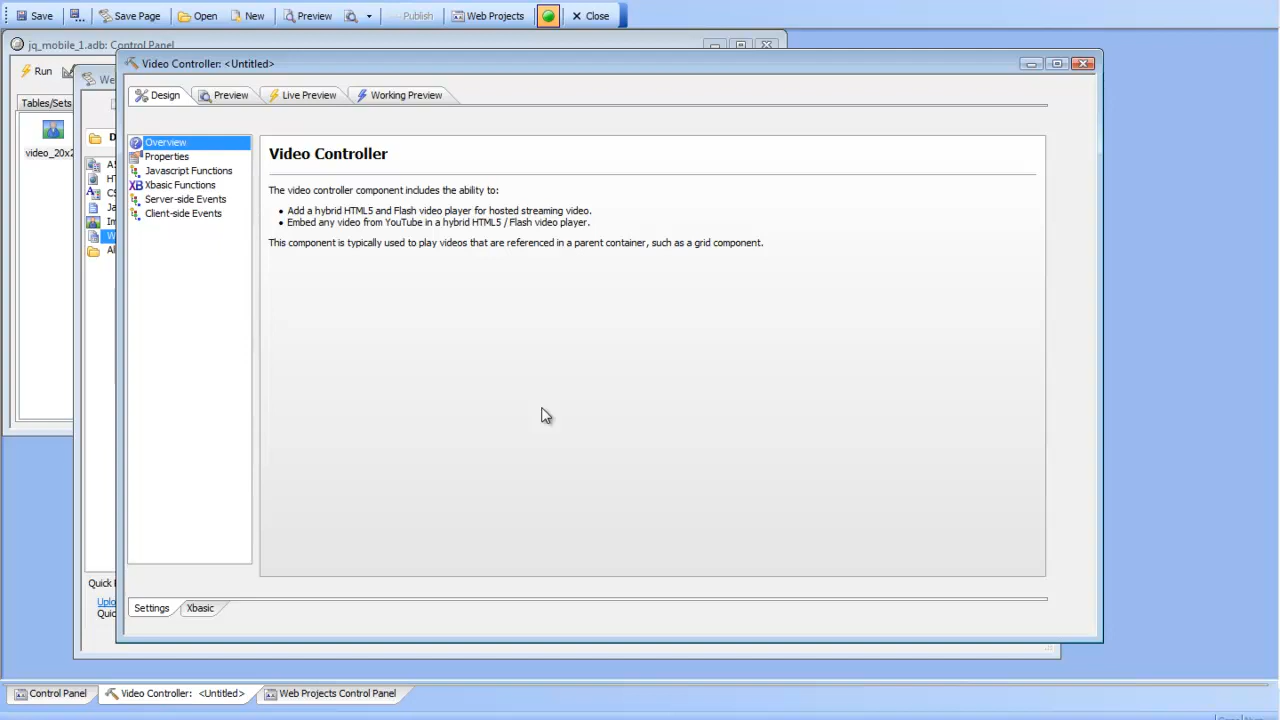 Save
Save Page
Open
New
Preview
Publish
Web Projects
Close
jq_mobile_1.adb: Control Panel
Run
Tables/Sets
video_20x2
We
D
Quick
Uplo
Quic
Video Controller: <Untitled>
Design
Preview
Live Preview
Working Preview
Overview
Properties
Javascript Functions
Xbasic Functions
Server-side Events
Client-side Events
Video Controller
The video controller component includes the ability to:
• Add a hybrid HTML5 and Flash video player for hosted streaming video.
• Embed any video from YouTube in a hybrid HTML5 / Flash video player.
This component is typically used to play videos that are referenced in a parent container, such as a grid component.
Settings
Xbasic
Control Panel
Video Controller: <Untitled>
Web Projects Control Panel